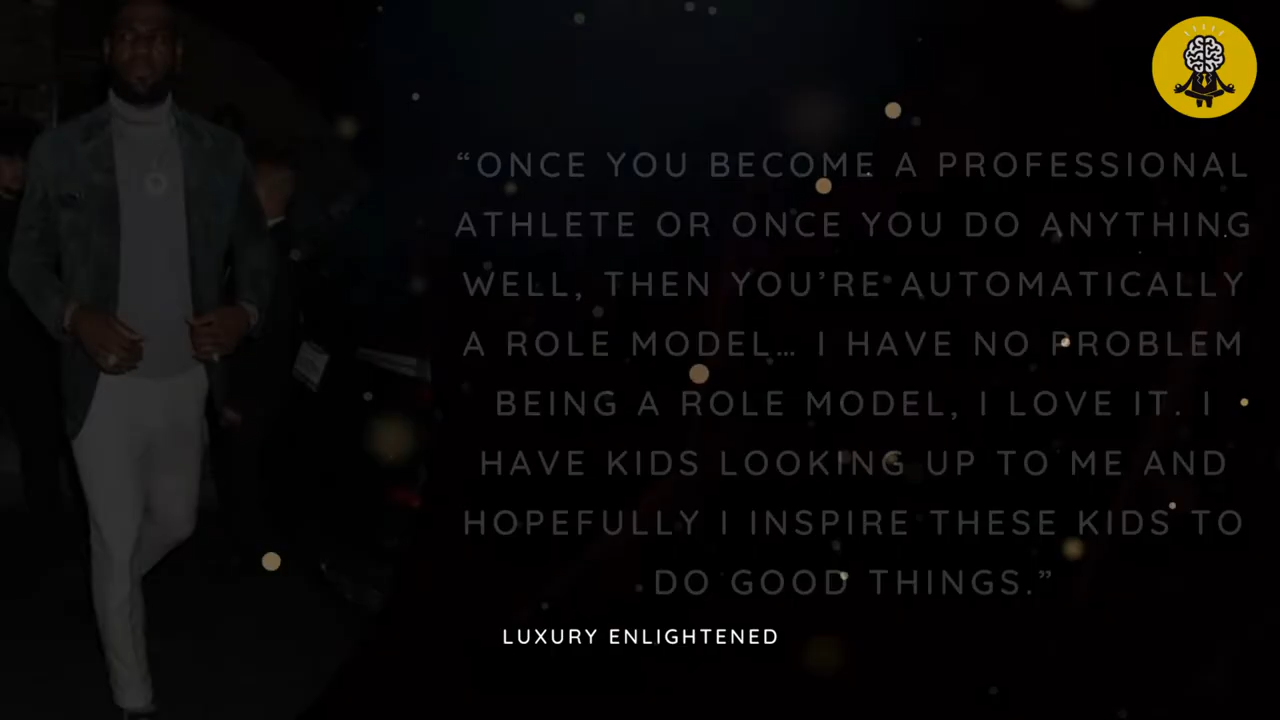 “ONCE YOU BECOME A PROFESSIONAL
ATHLETE OR ONCE YOU DO ANYTHING
WELL, THEN YOU’RE AUTOMATICALLY
A ROLE MODEL… I HAVE NO PROBLEM
BEING A ROLE MODEL, I LOVE IT. I
HAVE KIDS LOOKING UP TO ME AND
HOPEFULLY I INSPIRE THESE KIDS TO
DO GOOD THINGS.”
LUXURY ENLIGHTENED